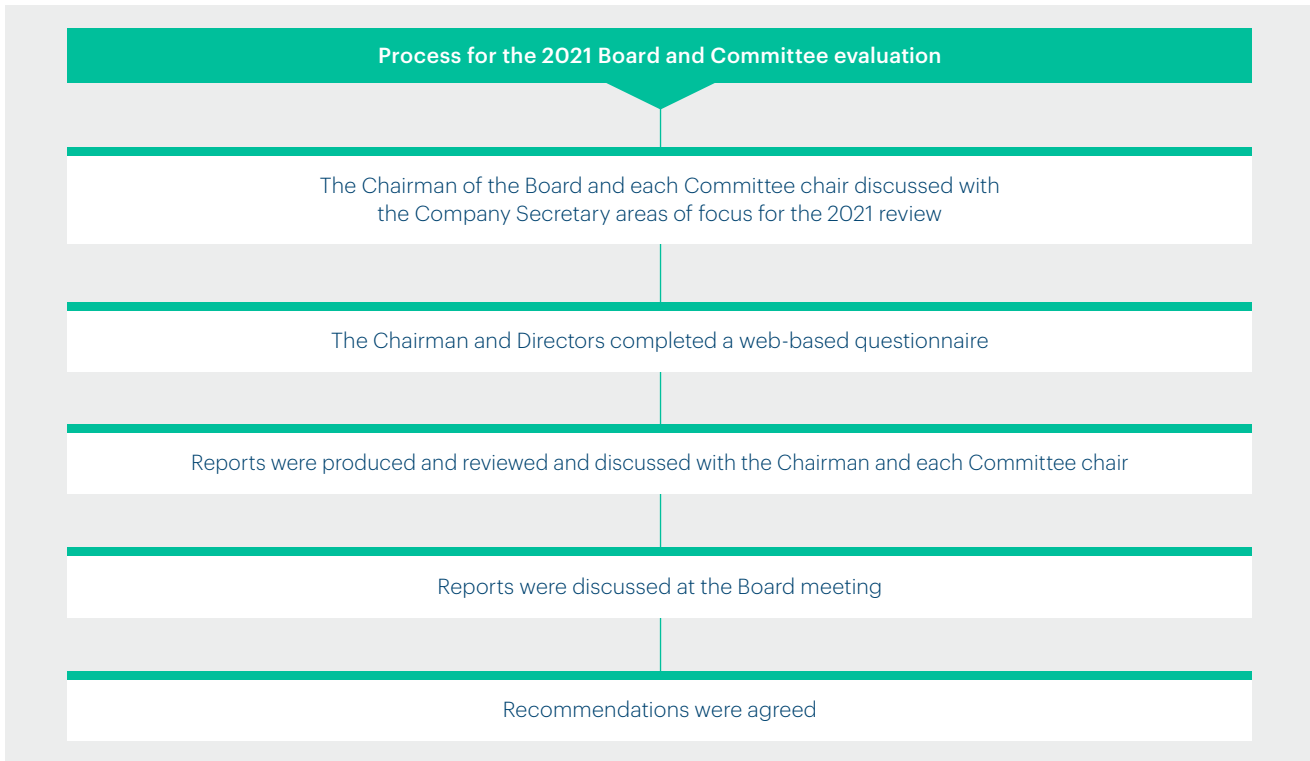 Process for the 2021 Board and Committee evaluation
The Chairman of the Board and each Committee chair discussed with
the Company Secretary areas of focus for the 2021 review
The Chairman and Directors completed a web-based questionnaire
Reports were produced and reviewed and discussed with the Chairman and each Committee chair
Reports were discussed at the Board meeting
Recommendations were agreed